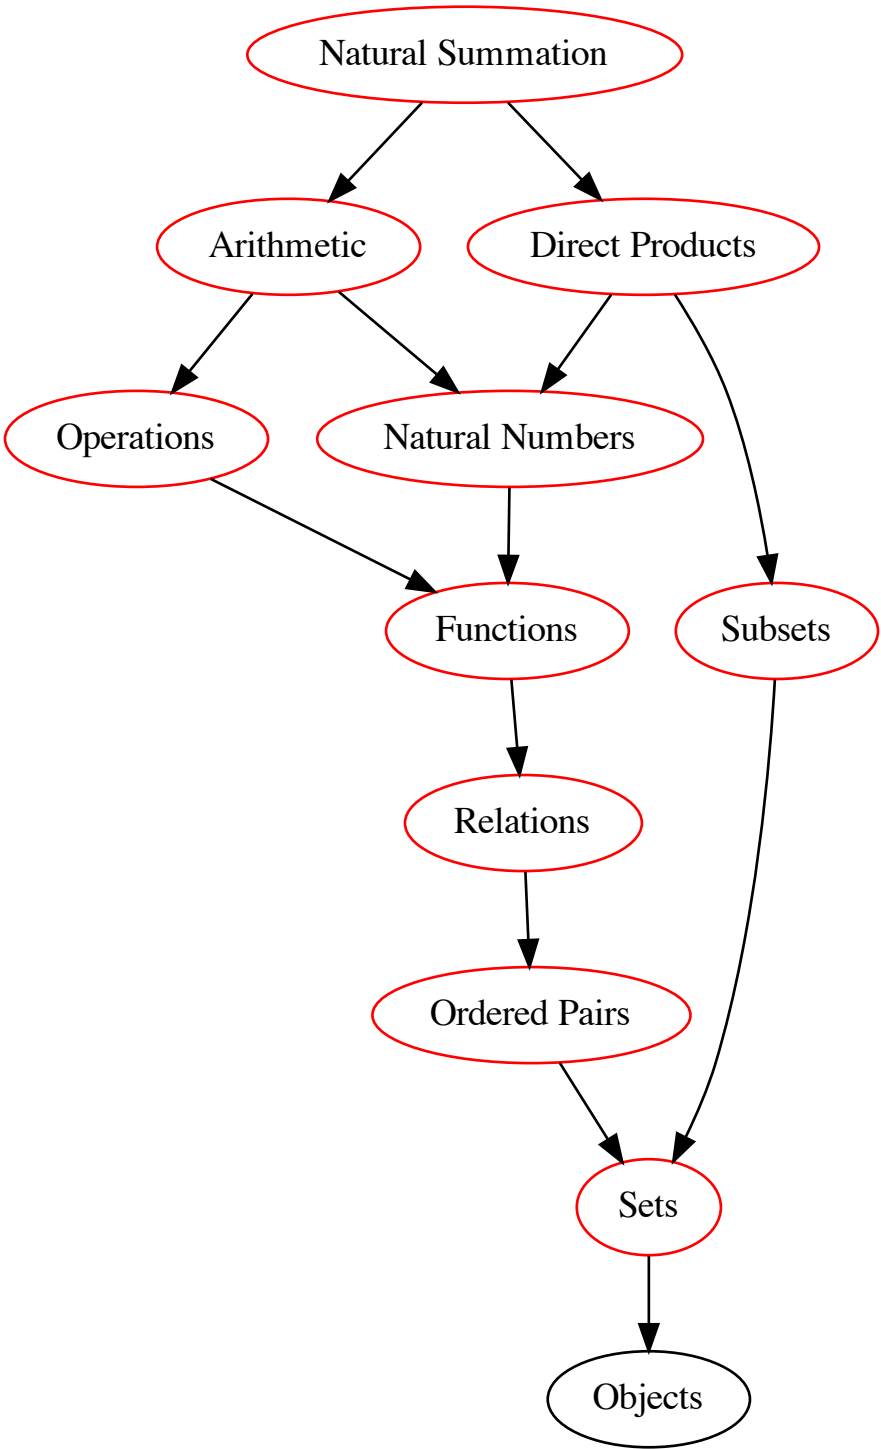 Natural Summation
Arithmetic
Direct Products
Operations
Natural Numbers
Functions
Subsets
Relations
Ordered Pairs
Sets
Objects